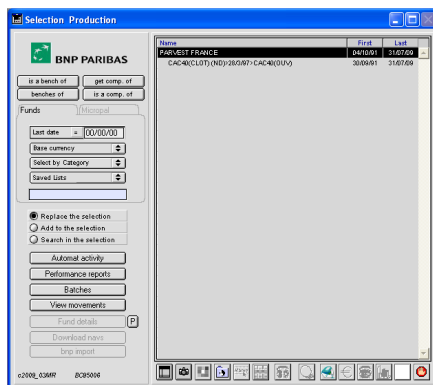 Selection Production
BNP PARIBAS
is a bench of get comp. of
benches of is a comp. of
Funds Micropal
Last date = 00/00/00
Base currency
Select by Category
Saved Lists
Replace the selection
Add to the selection
Search in the selection
Automat activity
Performance reports
Batches
View movements
Fund details P
Download navs
bnp import
c2009_03MR BC85006
Name First Last
PARVEST FRANCE 04/10/91 31/07/09
CAC40(CLOT) (ND)>28/3/97>CAC40(OUV) 30/09/91 31/07/09